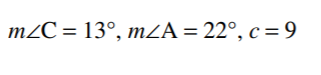 m∠C = 13°, m∠A = 22°, c = 9